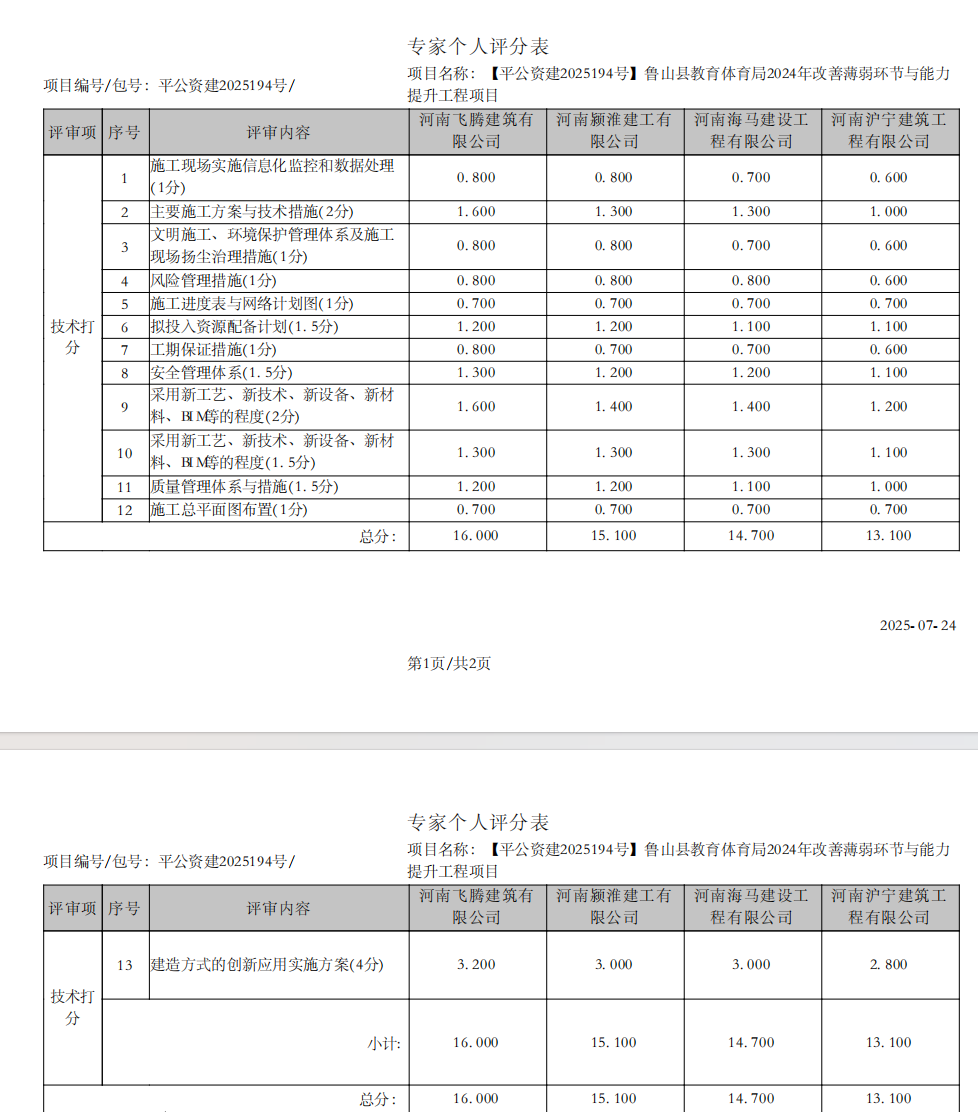 专家个人评分表
项目编号/包号：平公资建2025194号/
项目名称：【平公资建2025194号】鲁山县教育体育局2024年改善薄弱环节与能力
提升工程项目
评审项 序号 评审内容 河南飞腾建筑有 河南颍淮建工有 河南海马建设工 河南沪宁建筑工
限公司 限公司 程有限公司 程有限公司
施工现场实施信息化监控和数据处理
1 (1分) 0.800 0.800 0.700 0.600
2 主要施工方案与技术措施(2分) 1.600 1.300 1.300 1.000
文明施工、环境保护管理体系及施工
3 现场扬尘治理措施(1分) 0.800 0.800 0.700 0.600
4 风险管理措施(1分) 0.800 0.800 0.800 0.600
5 施工进度表与网络计划图(1分) 0.700 0.700 0.700 0.700
技术打
分
6 拟投入资源配备计划(1.5分) 1.200 1.200 1.100 1.100
7 工期保证措施(1分) 0.800 0.700 0.700 0.600
8 安全管理体系(1.5分) 1.300 1.200 1.200 1.100
采用新工艺、新技术、新设备、新材
9 料、BIM等的程度(2分) 1.600 1.400 1.400 1.200
采用新工艺、新技术、新设备、新材
10 料、BIM等的程度(1.5分) 1.300 1.300 1.300 1.100
11 质量管理体系与措施(1.5分) 1.200 1.200 1.100 1.000
12 施工总平面图布置(1分) 0.700 0.700 0.700 0.700
总分： 16.000 15.100 14.700 13.100
2025-07-24
第1页/共2页
专家个人评分表
项目编号/包号：平公资建2025194号/
项目名称：【平公资建2025194号】鲁山县教育体育局2024年改善薄弱环节与能力
提升工程项目
评审项 序号 评审内容 河南飞腾建筑有 河南颍淮建工有 河南海马建设工 河南沪宁建筑工
限公司 限公司 程有限公司 程有限公司
13 建造方式的创新应用实施方案(4分) 3.200 3.000 3.000 2.800
技术打
分
小计: 16.000 15.100 14.700 13.100
总分： 16.000 15.100 14.700 13.100